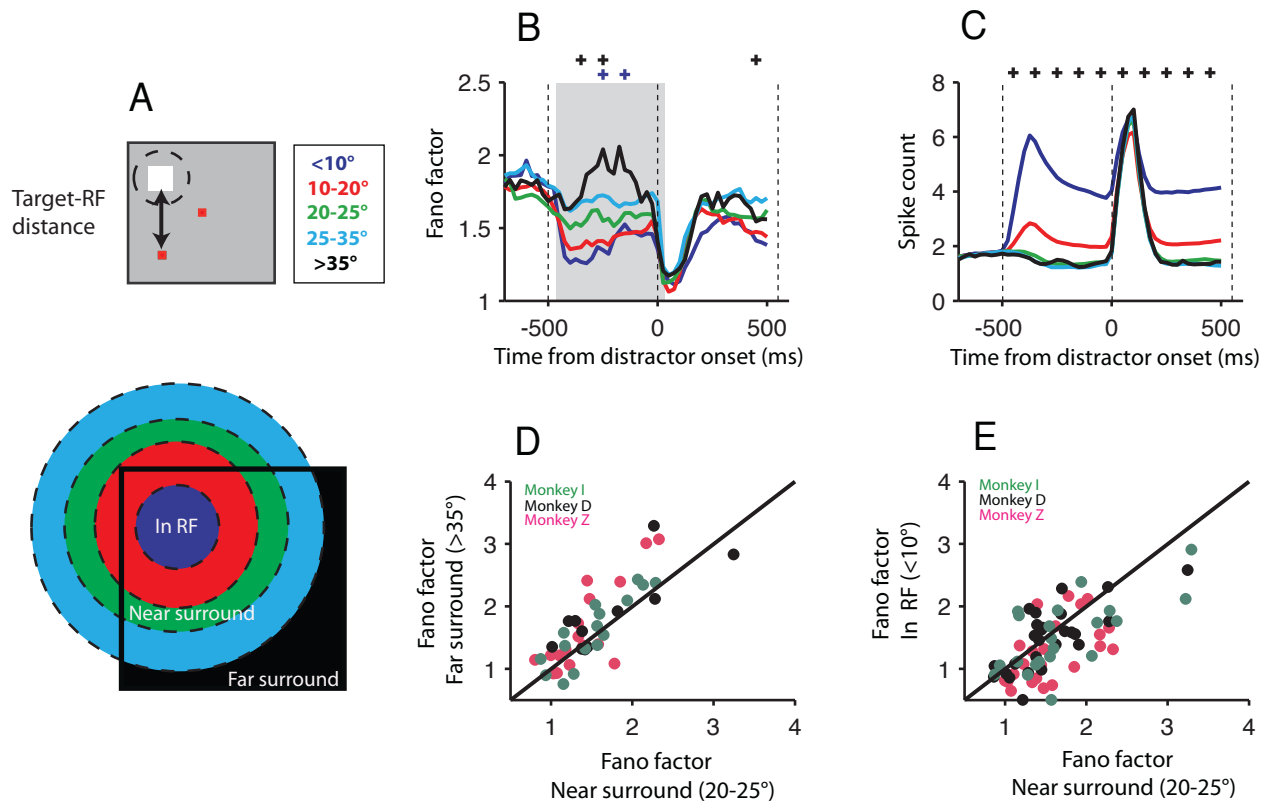 A
Target-RF
distance
<10°
10-20°
20-25°
25-35°
>35°
In RF
Near surround
Far surround
B
Fano factor
2.5
2
1.5
1
-500
0
500
Time from distractor onset (ms)
C
Spike count
8
6
4
2
0
-500
0
500
Time from distractor onset (ms)
D
Monkey I
Monkey D
Monkey Z
Fano factor
Far surround (>35°)
4
3
2
1
1
2
3
4
Fano factor
Near surround (20-25°)
E
Monkey I
Monkey D
Monkey Z
Fano factor
In RF (<10°)
4
3
2
1
1
2
3
4
Fano factor
Near surround (20-25°)